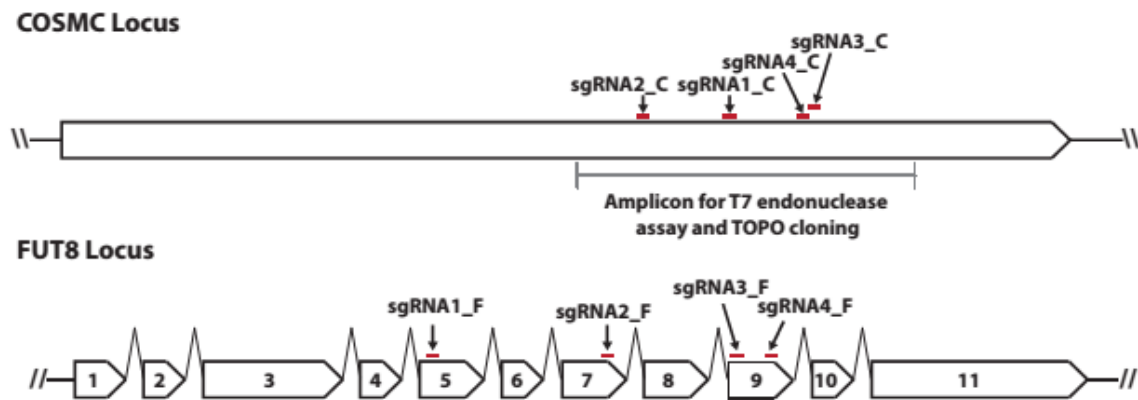 COSMC Locus
sgRNA3_C
sgRNA4_C
sgRNA2_C sgRNA1_C
\\ \\
Amplicon for T7 endonuclease
assay and TOPO cloning
FUT8 Locus
sgRNA3_F
sgRNA1_F sgRNA2_F sgRNA4_F
// 1 2 3 4 5 6 7 8 9 10 11 //